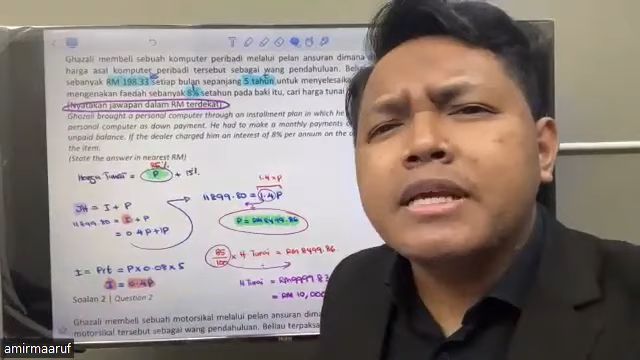 Ghazali membeli sebuah komputer peribadi melalui pelan ansuran dimana
harga asal komputer peribadi tersebut sebagai wang pendahuluan.
sebanyak RM 198.33 setiap bulan sepanjang 5 tahun untuk menyelesaika
mengenakan faedah sebanyak 8% setahun pada baki itu, cari harga tunai
(Nyatakan jawapan dalam RM terdekat)
Ghazali brought a personal computer through an installment plan in which he
personal computer as down payment. He had to make a monthly payments
unpaid balance. If the dealer charged him an interest of 8% per annum on the
the item.
(State the answer in nearest RM)
85%
Harga Tunai = P + 15%
JH = I + P
11899.80 = I + P
= 0.4P + 1P
I = Prt = P x 0.08 x 5
I = 0.4P
1.4 x P
11899.80 = 1.4P
P = RM 8499.86
85/100 x H Tunai = RM 8499.86
H Tunai = RM 9999.83
= RM 10,000
Soalan 2 | Question 2
Ghazali membeli sebuah motorsikal melalui pelan ansuran
motorsikal tersebut sebagai wang pendahuluan. Beliau terpaksa
amirmaaruf